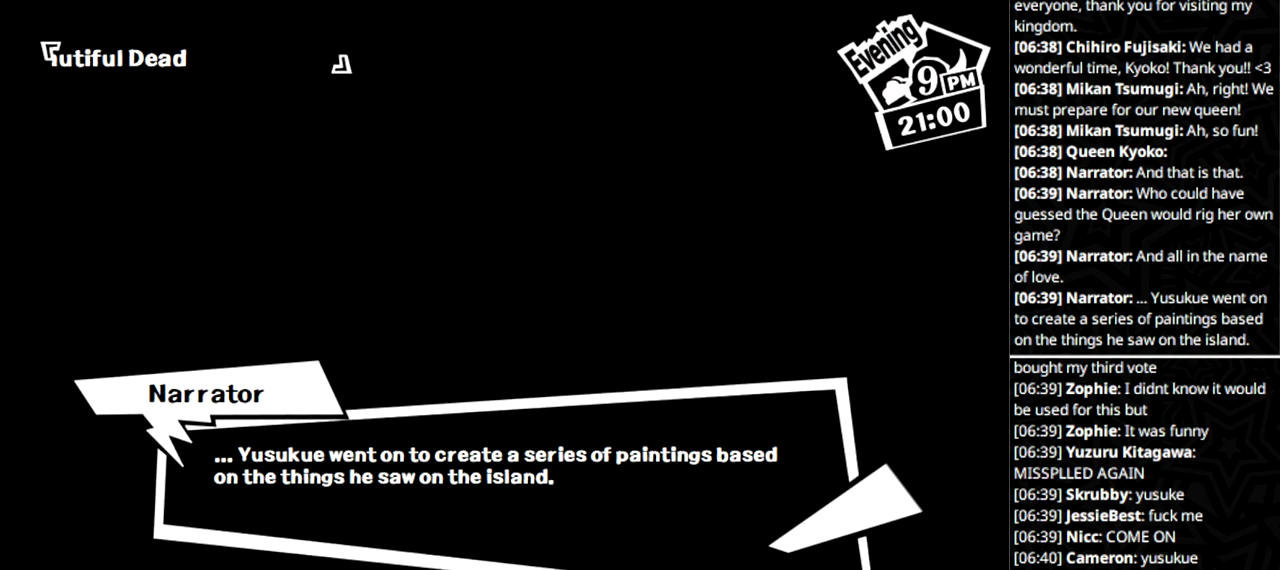 utiful Dead
Evening
9 PM
21:00
Narrator
... Yusukue went on to create a series of paintings based
on the things he saw on the island.
everyone, thank you for visiting my
kingdom.
[06:38] Chihiro Fujisaki: We had a
wonderful time, Kyoko! Thank you!! <3
[06:38] Mikan Tsumugi: Ah, right! We
must prepare for our new queen!
[06:38] Mikan Tsumugi: Ah, so fun!
[06:38] Queen Kyoko:
[06:38] Narrator: And that is that.
[06:39] Narrator: Who could have
guessed the Queen would rig her own
game?
[06:39] Narrator: And all in the name
of love.
[06:39] Narrator: ... Yusukue went on
to create a series of paintings based
on the things he saw on the island.
bought my third vote
[06:39] Zophie: I didnt know it would
be used for this but
[06:39] Zophie: It was funny
[06:39] Yuzuru Kitagawa:
MISSPLLED AGAIN
[06:39] Skrubby: yusuke
[06:39] JessieBest: fuck me
[06:39] Nicc: COME ON
[06:40] Cameron: yusukue